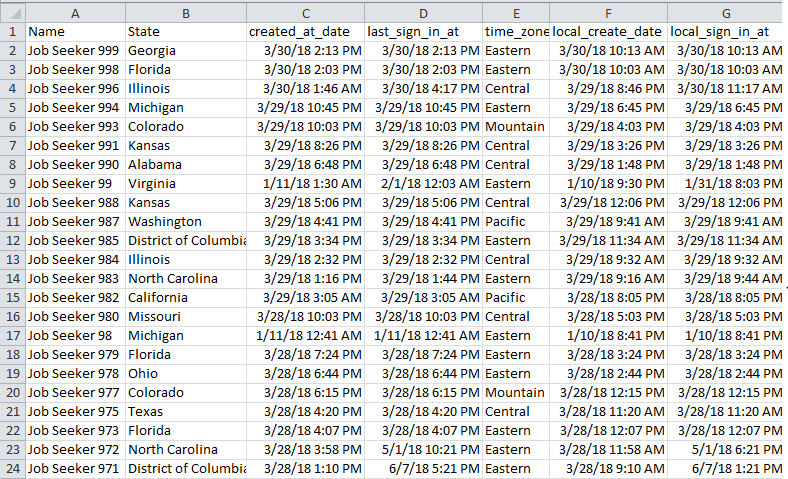 A B C D E F G
1 Name State created_at_date last_sign_in_at time_zone local_create_date local_sign_in_at
2 Job Seeker 999 Georgia 3/30/18 2:13 PM 3/30/18 2:13 PM Eastern 3/30/18 10:13 AM 3/30/18 10:13 AM
3 Job Seeker 998 Florida 3/30/18 2:03 PM 3/30/18 2:03 PM Eastern 3/30/18 10:03 AM 3/30/18 10:03 AM
4 Job Seeker 996 Illinois 3/30/18 1:46 AM 3/30/18 4:17 PM Central 3/29/18 8:46 PM 3/30/18 11:17 AM
5 Job Seeker 994 Michigan 3/29/18 10:45 PM 3/29/18 10:45 PM Eastern 3/29/18 6:45 PM 3/29/18 6:45 PM
6 Job Seeker 993 Colorado 3/29/18 10:03 PM 3/29/18 10:03 PM Mountain 3/29/18 4:03 PM 3/29/18 4:03 PM
7 Job Seeker 991 Kansas 3/29/18 8:26 PM 3/29/18 8:26 PM Central 3/29/18 3:26 PM 3/29/18 3:26 PM
8 Job Seeker 990 Alabama 3/29/18 6:48 PM 3/29/18 6:48 PM Central 3/29/18 1:48 PM 3/29/18 1:48 PM
9 Job Seeker 99 Virginia 1/11/18 1:30 AM 2/1/18 12:03 AM Eastern 1/10/18 9:30 PM 1/31/18 8:03 PM
10 Job Seeker 988 Kansas 3/29/18 5:06 PM 3/29/18 5:06 PM Central 3/29/18 12:06 PM 3/29/18 12:06 PM
11 Job Seeker 987 Washington 3/29/18 4:41 PM 3/29/18 4:41 PM Pacific 3/29/18 9:41 AM 3/29/18 9:41 AM
12 Job Seeker 985 District of Columbia 3/29/18 3:34 PM 3/29/18 3:34 PM Eastern 3/29/18 11:34 AM 3/29/18 11:34 AM
13 Job Seeker 984 Illinois 3/29/18 2:32 PM 3/29/18 2:32 PM Central 3/29/18 9:32 AM 3/29/18 9:32 AM
14 Job Seeker 983 North Carolina 3/29/18 1:16 PM 3/29/18 1:44 PM Eastern 3/29/18 9:16 AM 3/29/18 9:44 AM
15 Job Seeker 982 California 3/29/18 3:05 AM 3/29/18 3:05 AM Pacific 3/28/18 8:05 PM 3/28/18 8:05 PM
16 Job Seeker 980 Missouri 3/28/18 10:03 PM 3/28/18 10:03 PM Central 3/28/18 5:03 PM 3/28/18 5:03 PM
17 Job Seeker 98 Michigan 1/11/18 12:41 AM 1/11/18 12:41 AM Eastern 1/10/18 8:41 PM 1/10/18 8:41 PM
18 Job Seeker 979 Florida 3/28/18 7:24 PM 3/28/18 7:24 PM Eastern 3/28/18 3:24 PM 3/28/18 3:24 PM
19 Job Seeker 978 Ohio 3/28/18 6:44 PM 3/28/18 6:44 PM Eastern 3/28/18 2:44 PM 3/28/18 2:44 PM
20 Job Seeker 977 Colorado 3/28/18 6:15 PM 3/28/18 6:15 PM Mountain 3/28/18 12:15 PM 3/28/18 12:15 PM
21 Job Seeker 975 Texas 3/28/18 4:20 PM 3/28/18 4:20 PM Central 3/28/18 11:20 AM 3/28/18 11:20 AM
22 Job Seeker 973 Florida 3/28/18 4:07 PM 3/28/18 4:07 PM Eastern 3/28/18 12:07 PM 3/28/18 12:07 PM
23 Job Seeker 972 North Carolina 3/28/18 3:58 PM 5/1/18 10:21 PM Eastern 3/28/18 11:58 AM 5/1/18 6:21 PM
24 Job Seeker 971 District of Columbia 3/28/18 1:10 PM 6/7/18 5:21 PM Eastern 3/28/18 9:10 AM 6/7/18 1:21 PM